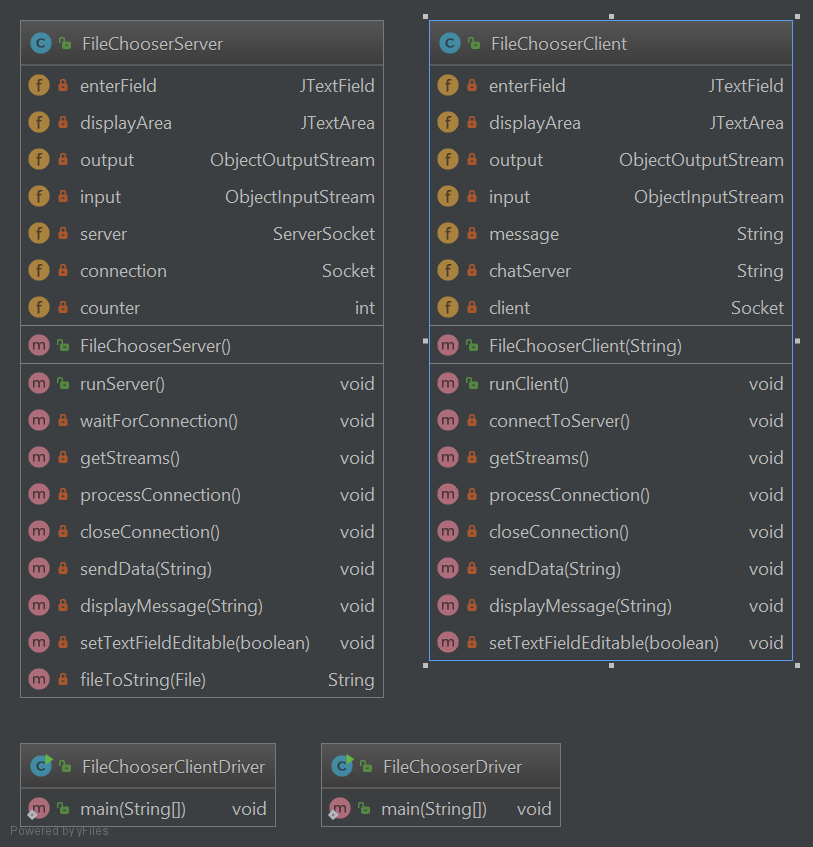 FileChooserServer
enterField JTextField
displayArea JTextArea
output ObjectOutputStream
input ObjectInputStream
server ServerSocket
connection Socket
counter int
FileChooserServer()
runServer() void
waitForConnection() void
getStreams() void
processConnection() void
closeConnection() void
sendData(String) void
displayMessage(String) void
setTextFieldEditable(boolean) void
fileToString(File) String
FileChooserClient
enterField JTextField
displayArea JTextArea
output ObjectOutputStream
input ObjectInputStream
message String
chatServer String
client Socket
FileChooserClient(String)
runClient() void
connectToServer() void
getStreams() void
processConnection() void
closeConnection() void
sendData(String) void
displayMessage(String) void
setTextFieldEditable(boolean) void
FileChooserClientDriver
main(String[]) void
FileChooserDriver
main(String[]) void
Powered by yFiles